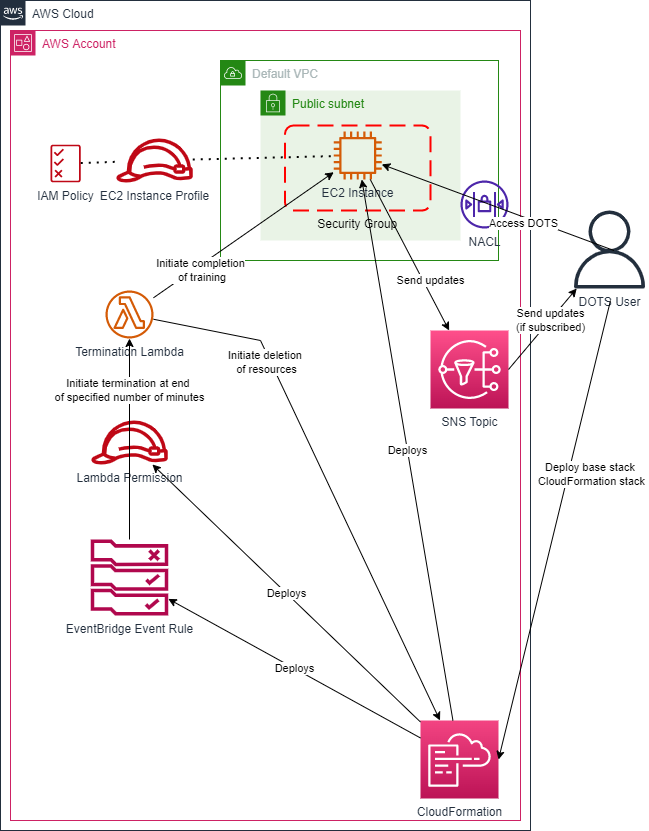 aws
AWS Cloud
AWS Account
Default VPC
Public subnet
IAM Policy
EC2 Instance Profile
EC2 Instance
Security Group
NACL
Access DOTS
DOTS User
Initiate completion
of training
Send updates
Send updates
(if subscribed)
Termination Lambda
Initiate deletion
of resources
SNS Topic
Initiate termination at end
of specified number of minutes
Deploys
Lambda Permission
Deploy base stack
CloudFormation stack
Deploys
EventBridge Event Rule
Deploys
CloudFormation